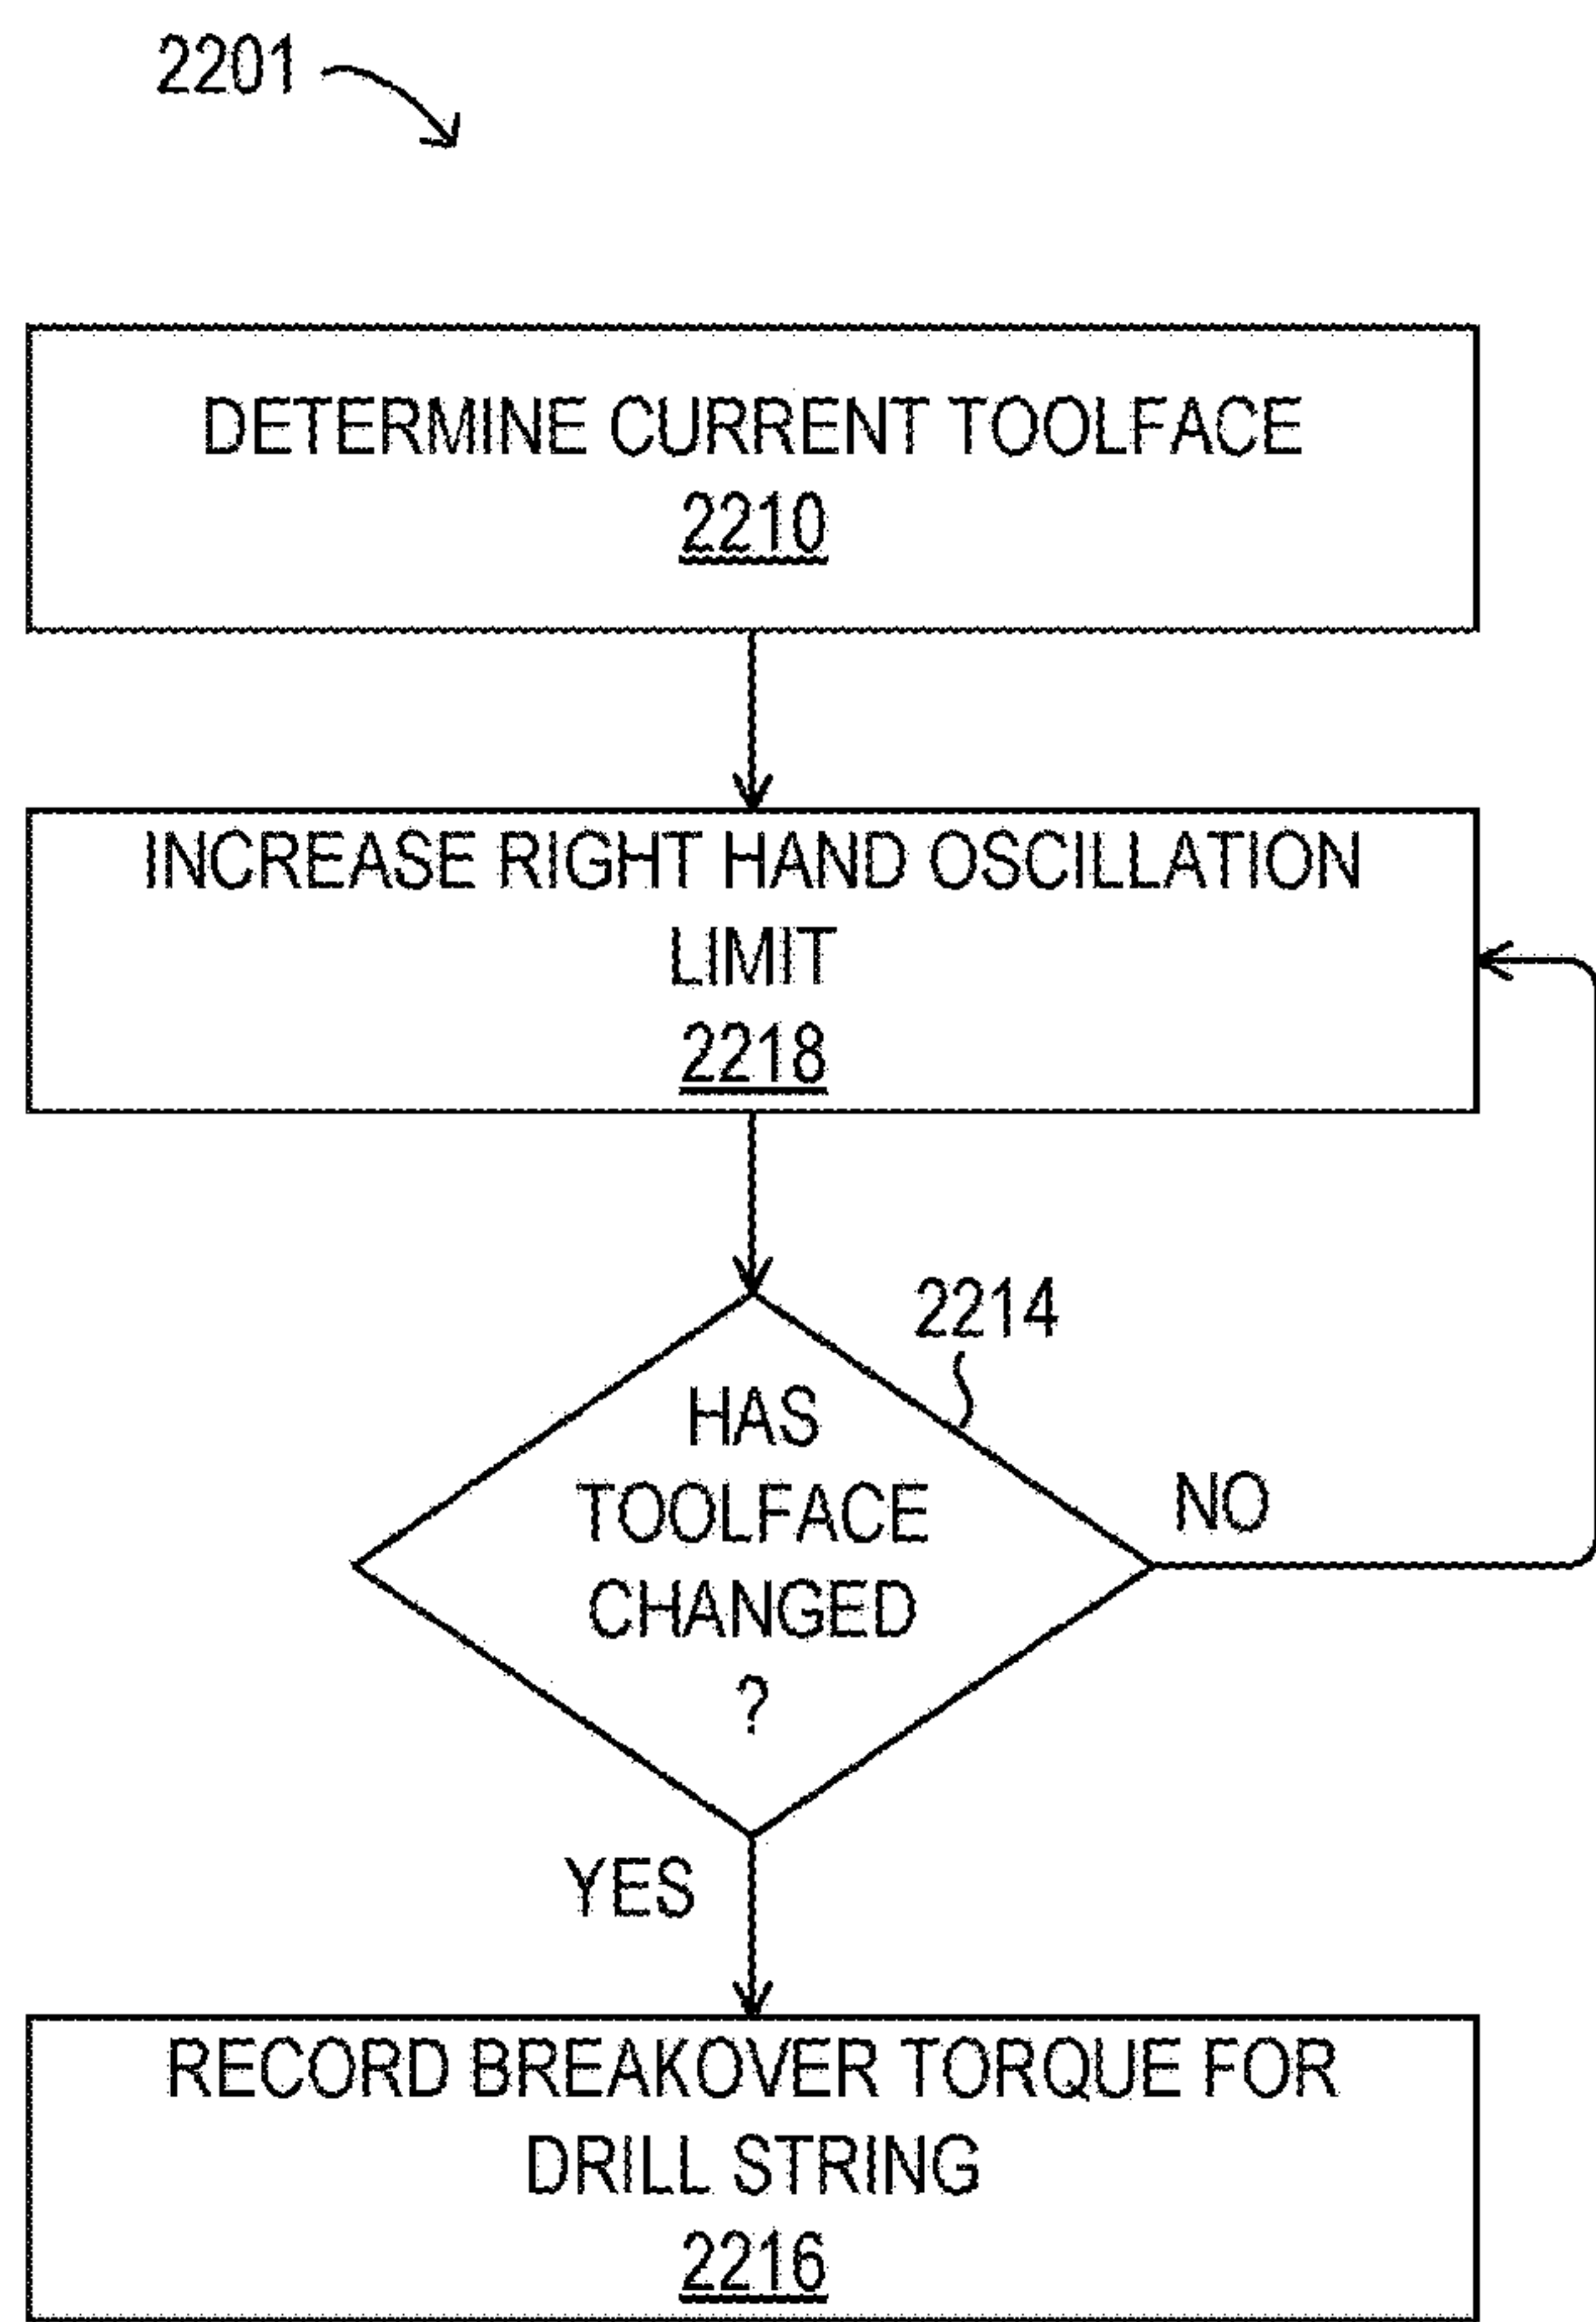 2201
DETERMINE CURRENT TOOLFACE
2210
INCREASE RIGHT HAND OSCILLATION
LIMIT
2218
2214
HAS
TOOLFACE
CHANGED
?
NO
YES
RECORD BREAKOVER TORQUE FOR
DRILL STRING
2216